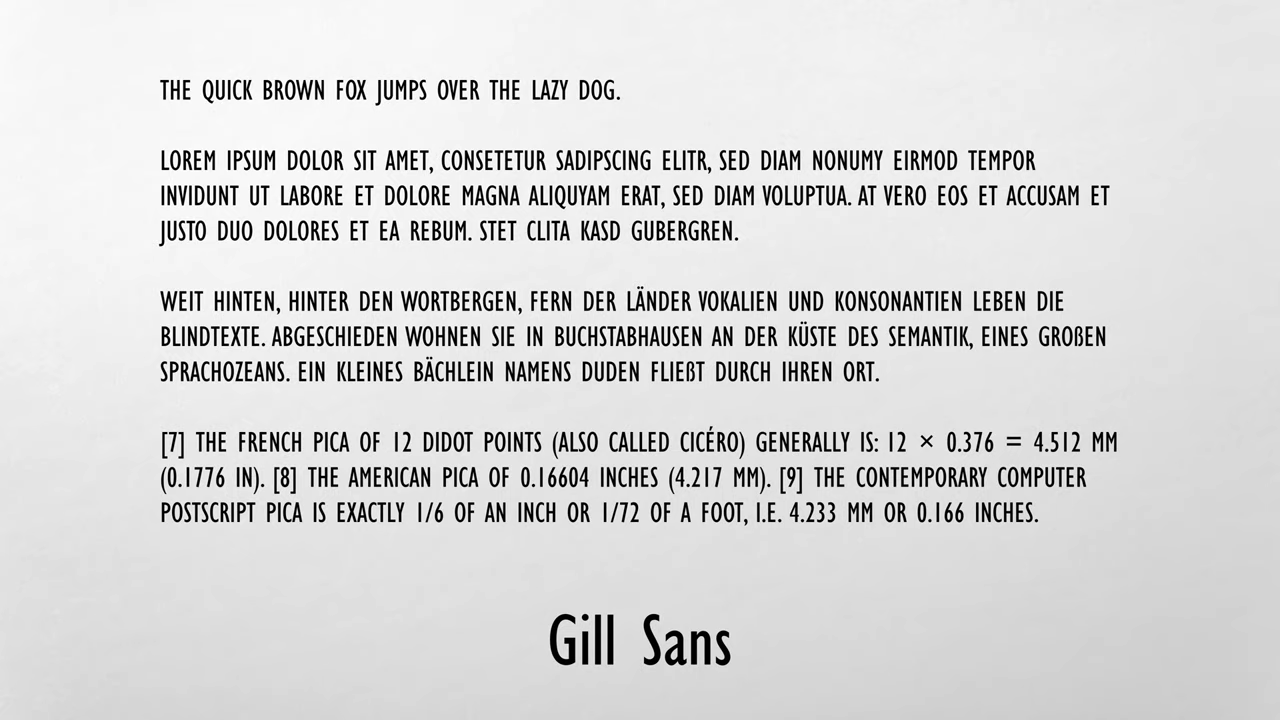 THE QUICK BROWN FOX JUMPS OVER THE LAZY DOG.
LOREM IPSUM DOLOR SIT AMET, CONSETETUR SADIPSCING ELITR, SED DIAM NONUMY EIRMOD TEMPOR
INVIDUNT UT LABORE ET DOLORE MAGNA ALIQUYAM ERAT, SED DIAM VOLUPTUA. AT VERO EOS ET ACCUSAM ET
JUSTO DUO DOLORES ET EA REBUM. STET CLITA KASD GUBERGREN.
WEIT HINTEN, HINTER DEN WORTBERGEN, FERN DER LÄNDER VOKALIEN UND KONSONANTIEN LEBEN DIE
BLINDTEXTE. ABGESCHIEDEN WOHNEN SIE IN BUCHSTABHAUSEN AN DER KÜSTE DES SEMANTIK, EINES GROßEN
SPRACHOZEANS. EIN KLEINES BÄCHLEIN NAMENS DUDEN FLIEßT DURCH IHREN ORT.
[7] THE FRENCH PICA OF 12 DIDOT POINTS (ALSO CALLED CICÉRO) GENERALLY IS: 12 × 0.376 = 4.512 MM
(0.1776 IN). [8] THE AMERICAN PICA OF 0.16604 INCHES (4.217 MM). [9] THE CONTEMPORARY COMPUTER
POSTSCRIPT PICA IS EXACTLY 1/6 OF AN INCH OR 1/72 OF A FOOT, I.E. 4.233 MM OR 0.166 INCHES.
Gill Sans